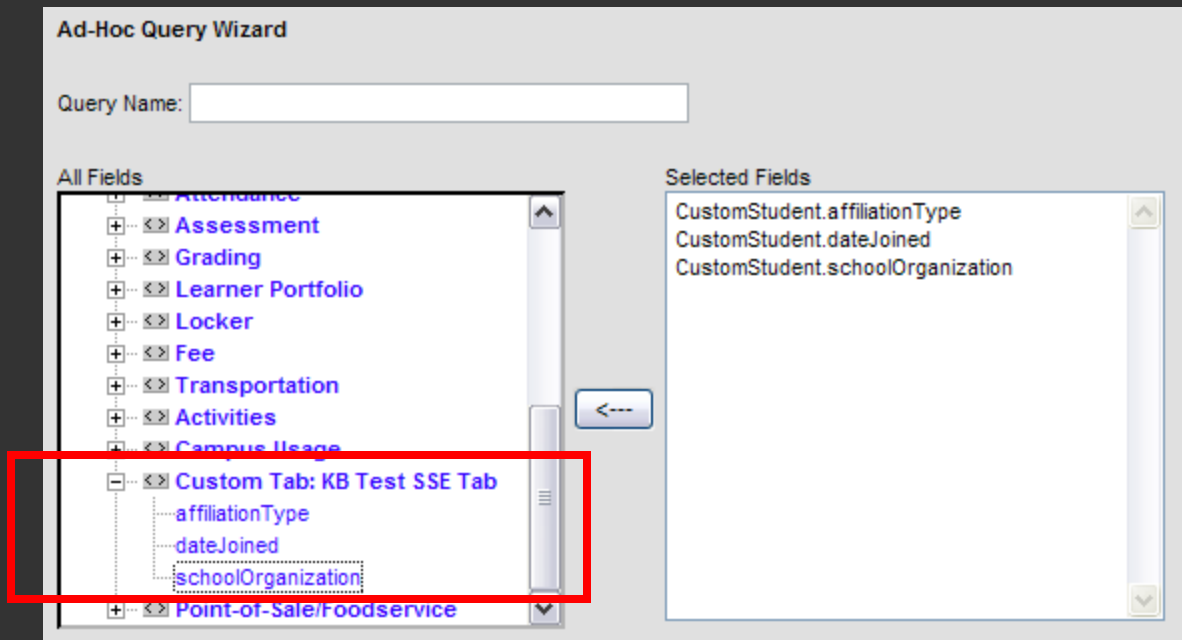 Ad-Hoc Query Wizard
Query Name:
All Fields
Attendance
Assessment
Grading
Learner Portfolio
Locker
Fee
Transportation
Activities
Campus Usage
Custom Tab: KB Test SSE Tab
affiliationType
dateJoined
schoolOrganization
Point-of-Sale/Foodservice
<---
Selected Fields
CustomStudent.affiliationType
CustomStudent.dateJoined
CustomStudent.schoolOrganization